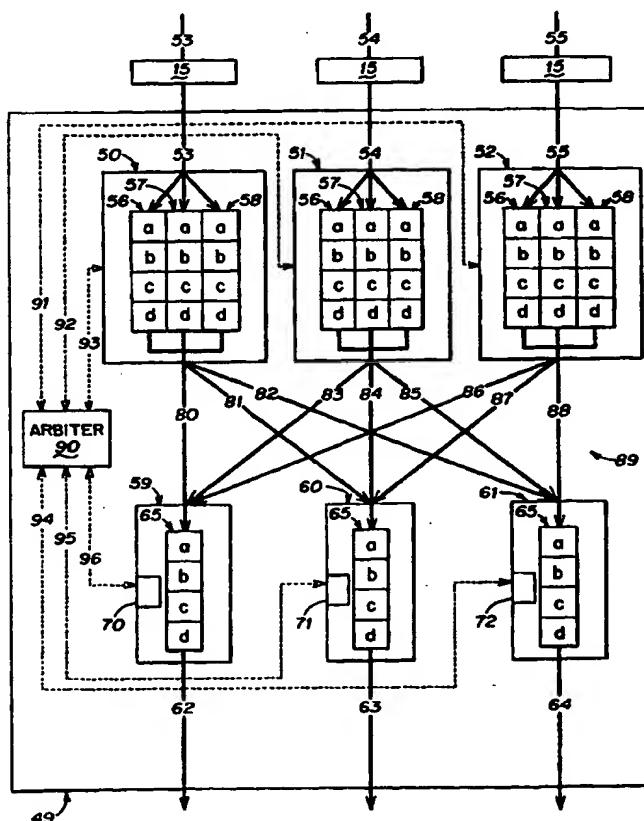 53 54 55
15 15 15
50 53 51 54 52 55
56 57 58 56 57 58 56 57 58
a a a a a a a a a
b b b b b b b b b
c c c c c c c c c
d d d d d d d d d
91 92 93
80 81 82 83 84 85 86 87 88
ARBITER
90
89
94 95 96
59 60 61
65 65 65
a a a
b b b
c c c
d d d
70 71 72
62 63 64
49